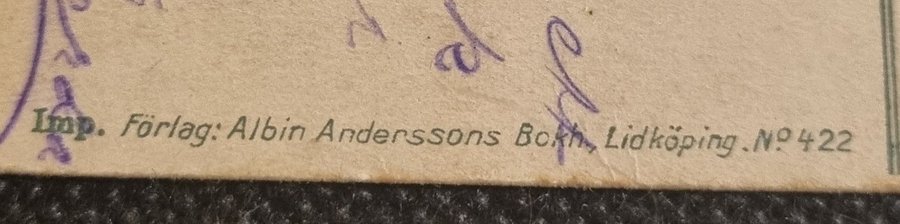 Imp. Förlag: Albin Anderssons Bokh., Lidköping. Nº 422